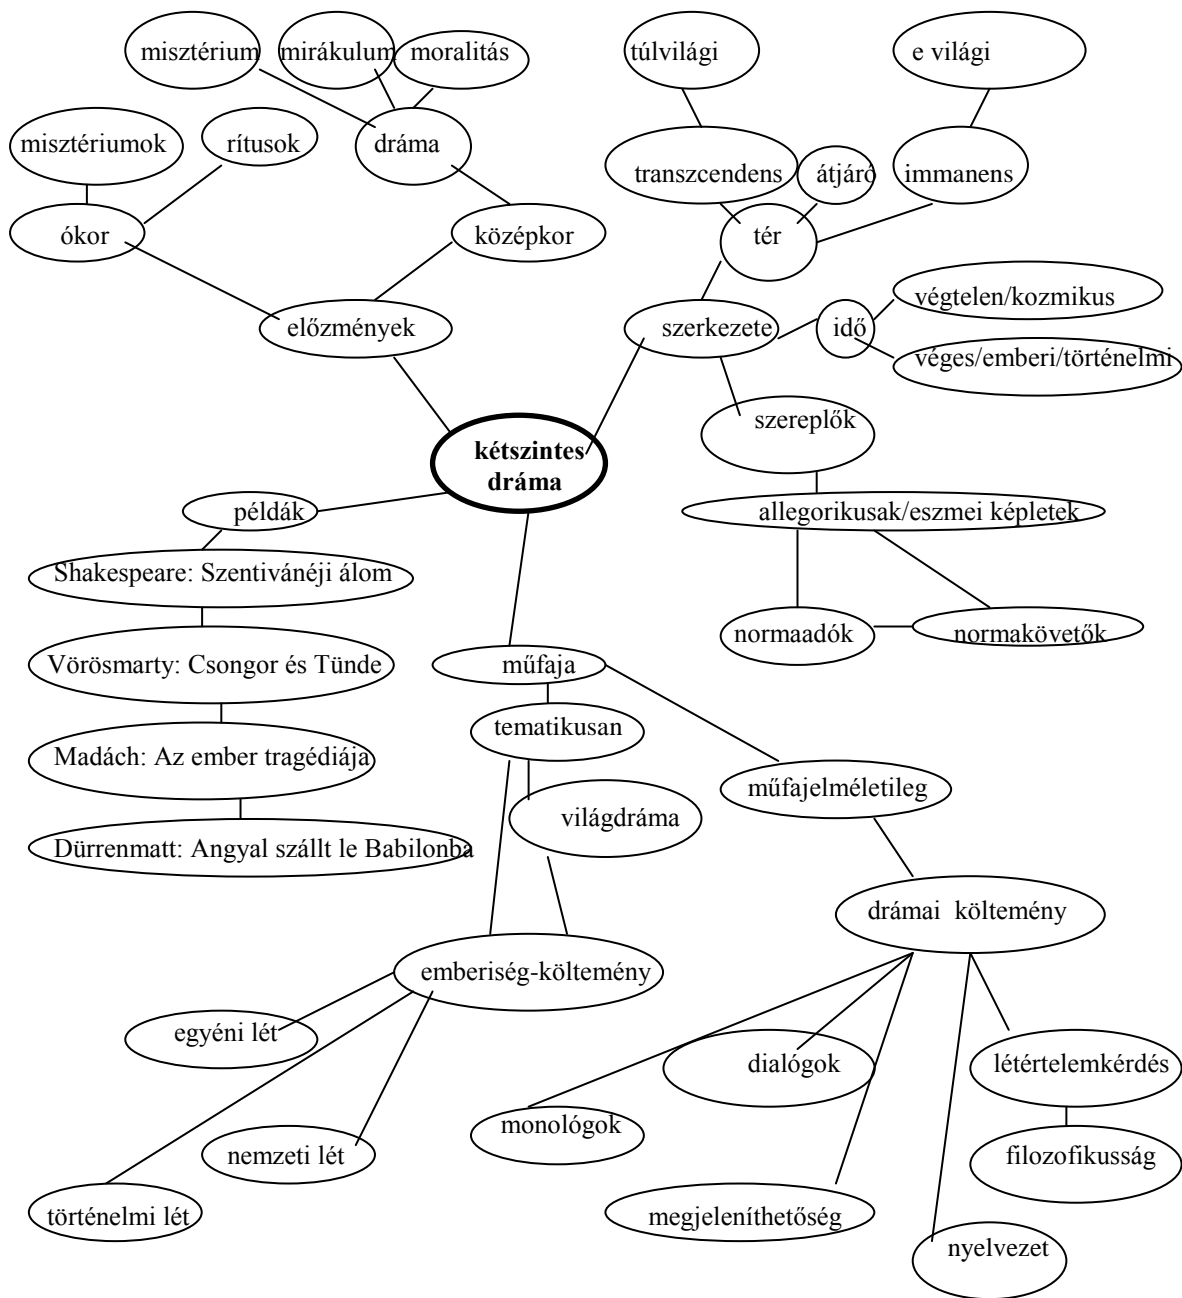 misztérium
mirákulum
moralitás
túlvilági
e világi
misztériumok
rítusok
dráma
transzcendens
átjáró
immanens
ókor
középkor
tér
előzmények
szerkezete
idő
végtelen/kozmikus
véges/emberi/történelmi
szereplők
kétszintes
dráma
példák
allegorikusak/eszmei képletek
Shakespeare: Szentivánéji álom
normaadók
normakövetők
Vörösmarty: Csongor és Tünde
műfaja
tematikusan
Madách: Az ember tragédiája
műfajelméletileg
világdráma
Dürrenmatt: Angyal szállt le Babilonba
drámai költemény
emberiség-költemény
egyéni lét
dialógok
létértelemkérdés
monológok
nemzeti lét
filozofikusság
történelmi lét
megjeleníthetőség
nyelvezet